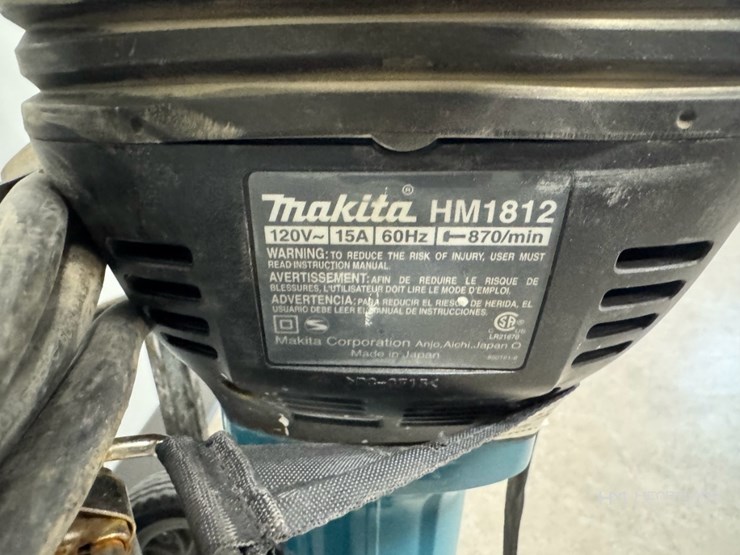 makita® HM1812
120V~ 15A 60Hz 870/min
WARNING: TO REDUCE THE RISK OF INJURY, USER MUST
READ INSTRUCTION MANUAL.
AVERTISSEMENT: AFIN DE REDUIRE LE RISQUE DE
BLESSURES, L'UTILISATEUR DOIT LIRE LE MODE D'EMPLOI.
ADVERTENCIA: PARA REDUCIR EL RIESGO DE HERIDA, EL
USUARIO DEBE LEER EL MANUAL DE INSTRUCCIONES.
LR21670
Makita Corporation Anjo,Aichi,Japan O
Made in Japan